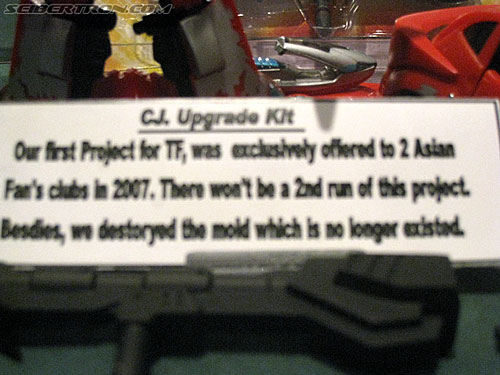 SEIBERTRON.COM
C.J. Upgrade Kit
Our first Project for TF, was exclusively offered to 2 Asian
Fan's clubs in 2007. There won't be a 2nd run of this project.
Besdies, we destoryed the mold which is no longer existed.